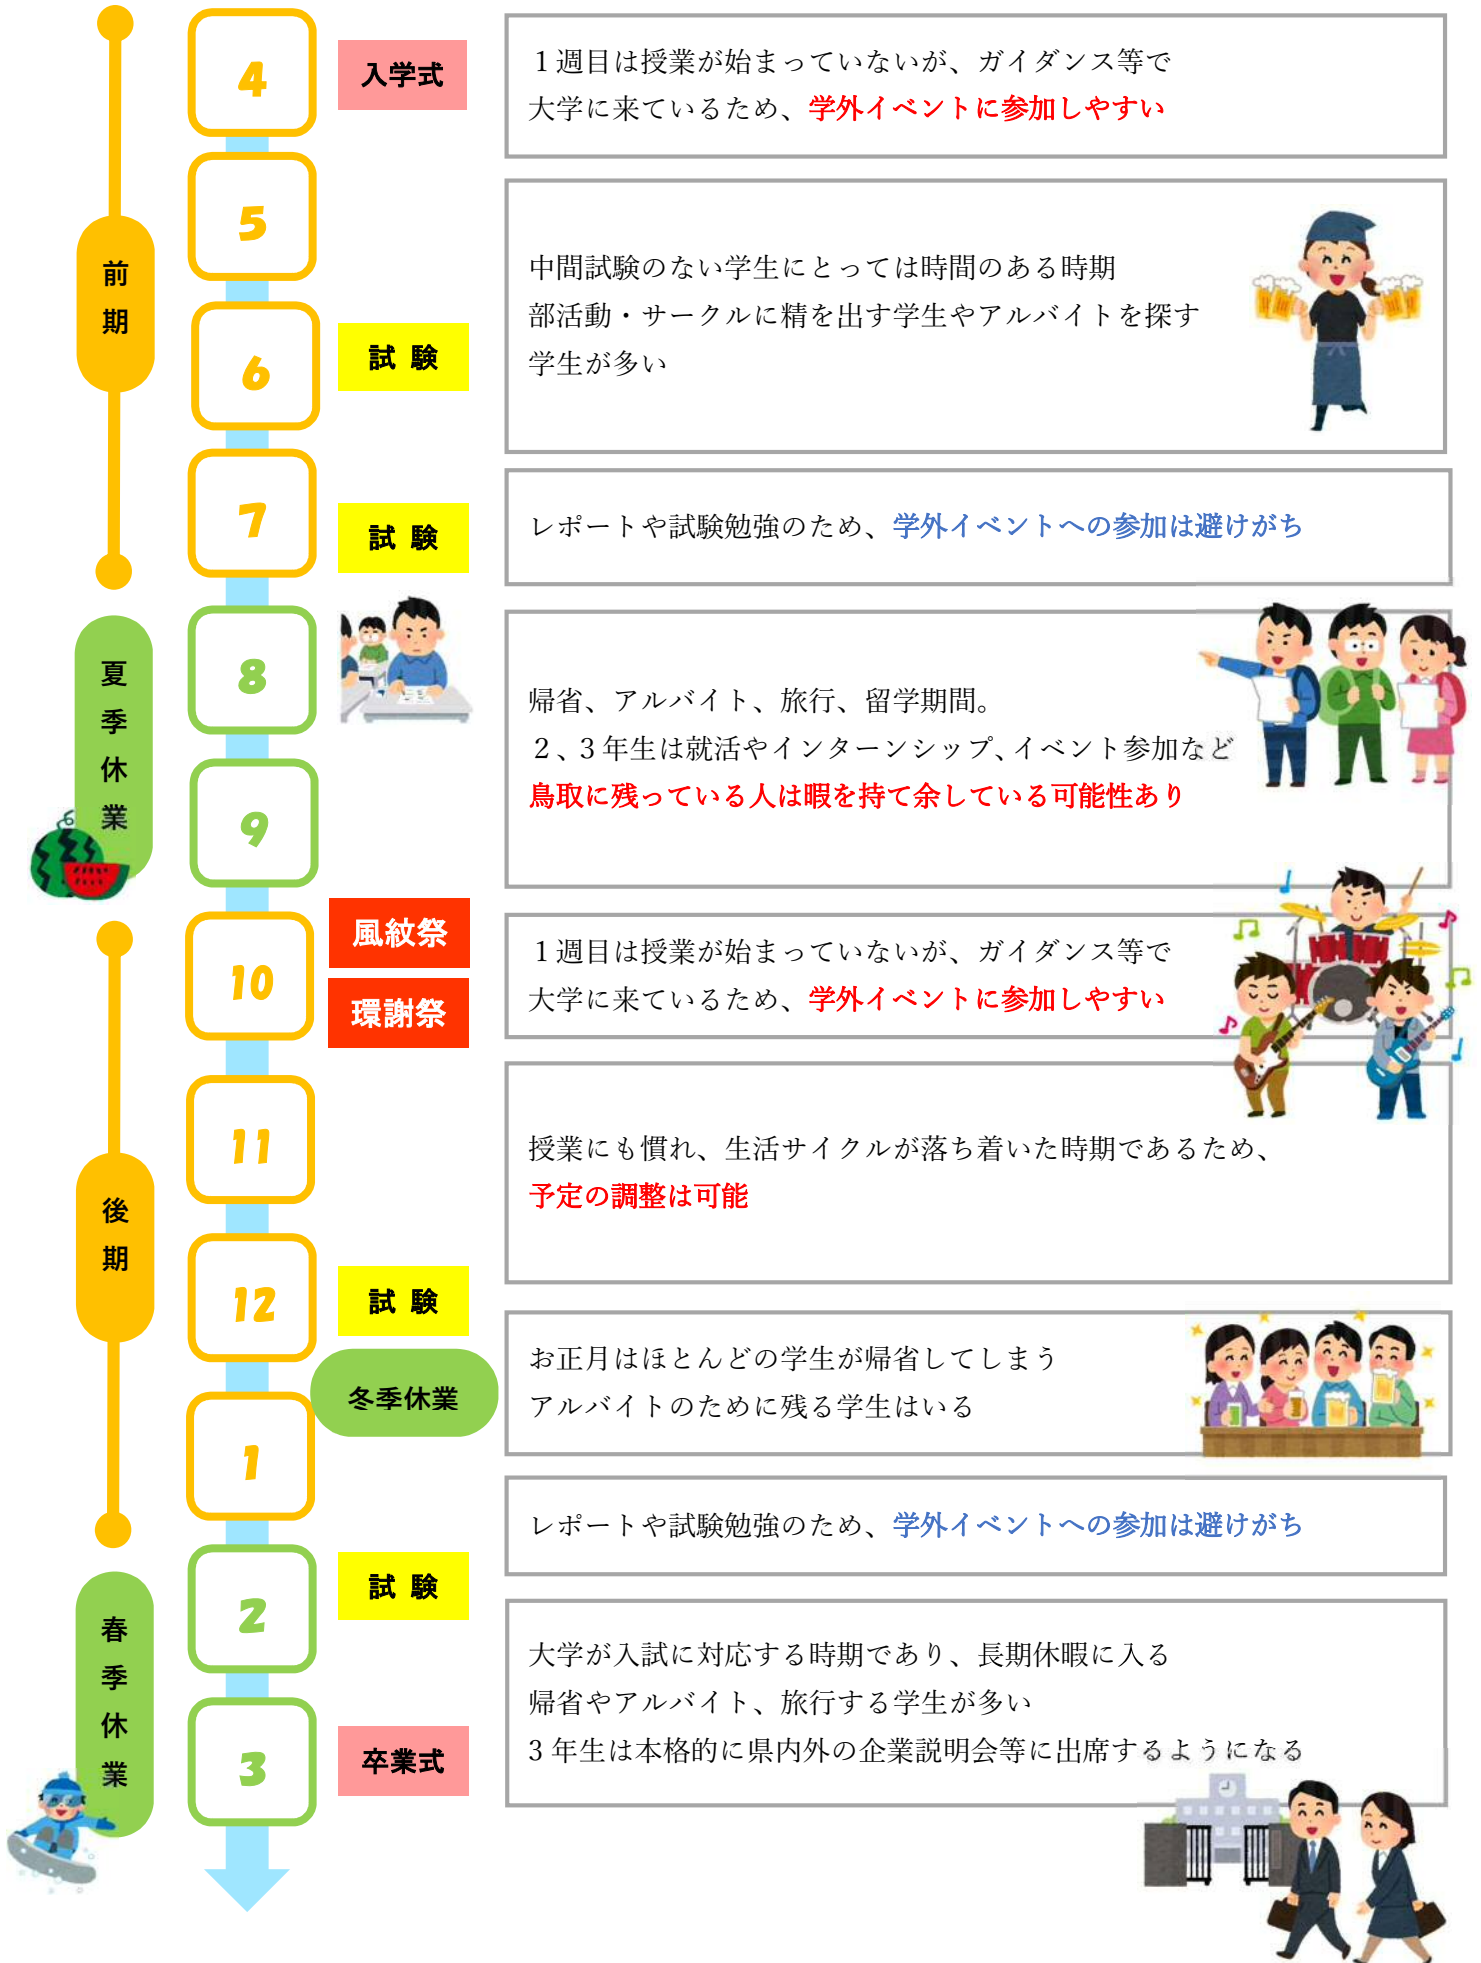 前期
4
入学式
１週目は授業が始まっていないが、ガイダンス等で
大学に来ているため、学外イベントに参加しやすい
5
中間試験のない学生にとっては時間のある時期
部活動・サークルに精を出す学生やアルバイトを探す
学生が多い
6
試 験
7
試 験
レポートや試験勉強のため、学外イベントへの参加は避けがち
夏季休業
8
帰省、アルバイト、旅行、留学期間。
２、３年生は就活やインターンシップ、イベント参加など
鳥取に残っている人は暇を持て余している可能性あり
9
後期
10
風紋祭
環謝祭
１週目は授業が始まっていないが、ガイダンス等で
大学に来ているため、学外イベントに参加しやすい
11
授業にも慣れ、生活サイクルが落ち着いた時期であるため、
予定の調整は可能
12
試 験
冬季休業
お正月はほとんどの学生が帰省してしまう
アルバイトのために残る学生はいる
1
レポートや試験勉強のため、学外イベントへの参加は避けがち
春季休業
2
試 験
大学が入試に対応する時期であり、長期休暇に入る
帰省やアルバイト、旅行する学生が多い
３年生は本格的に県内外の企業説明会等に出席するようになる
3
卒業式